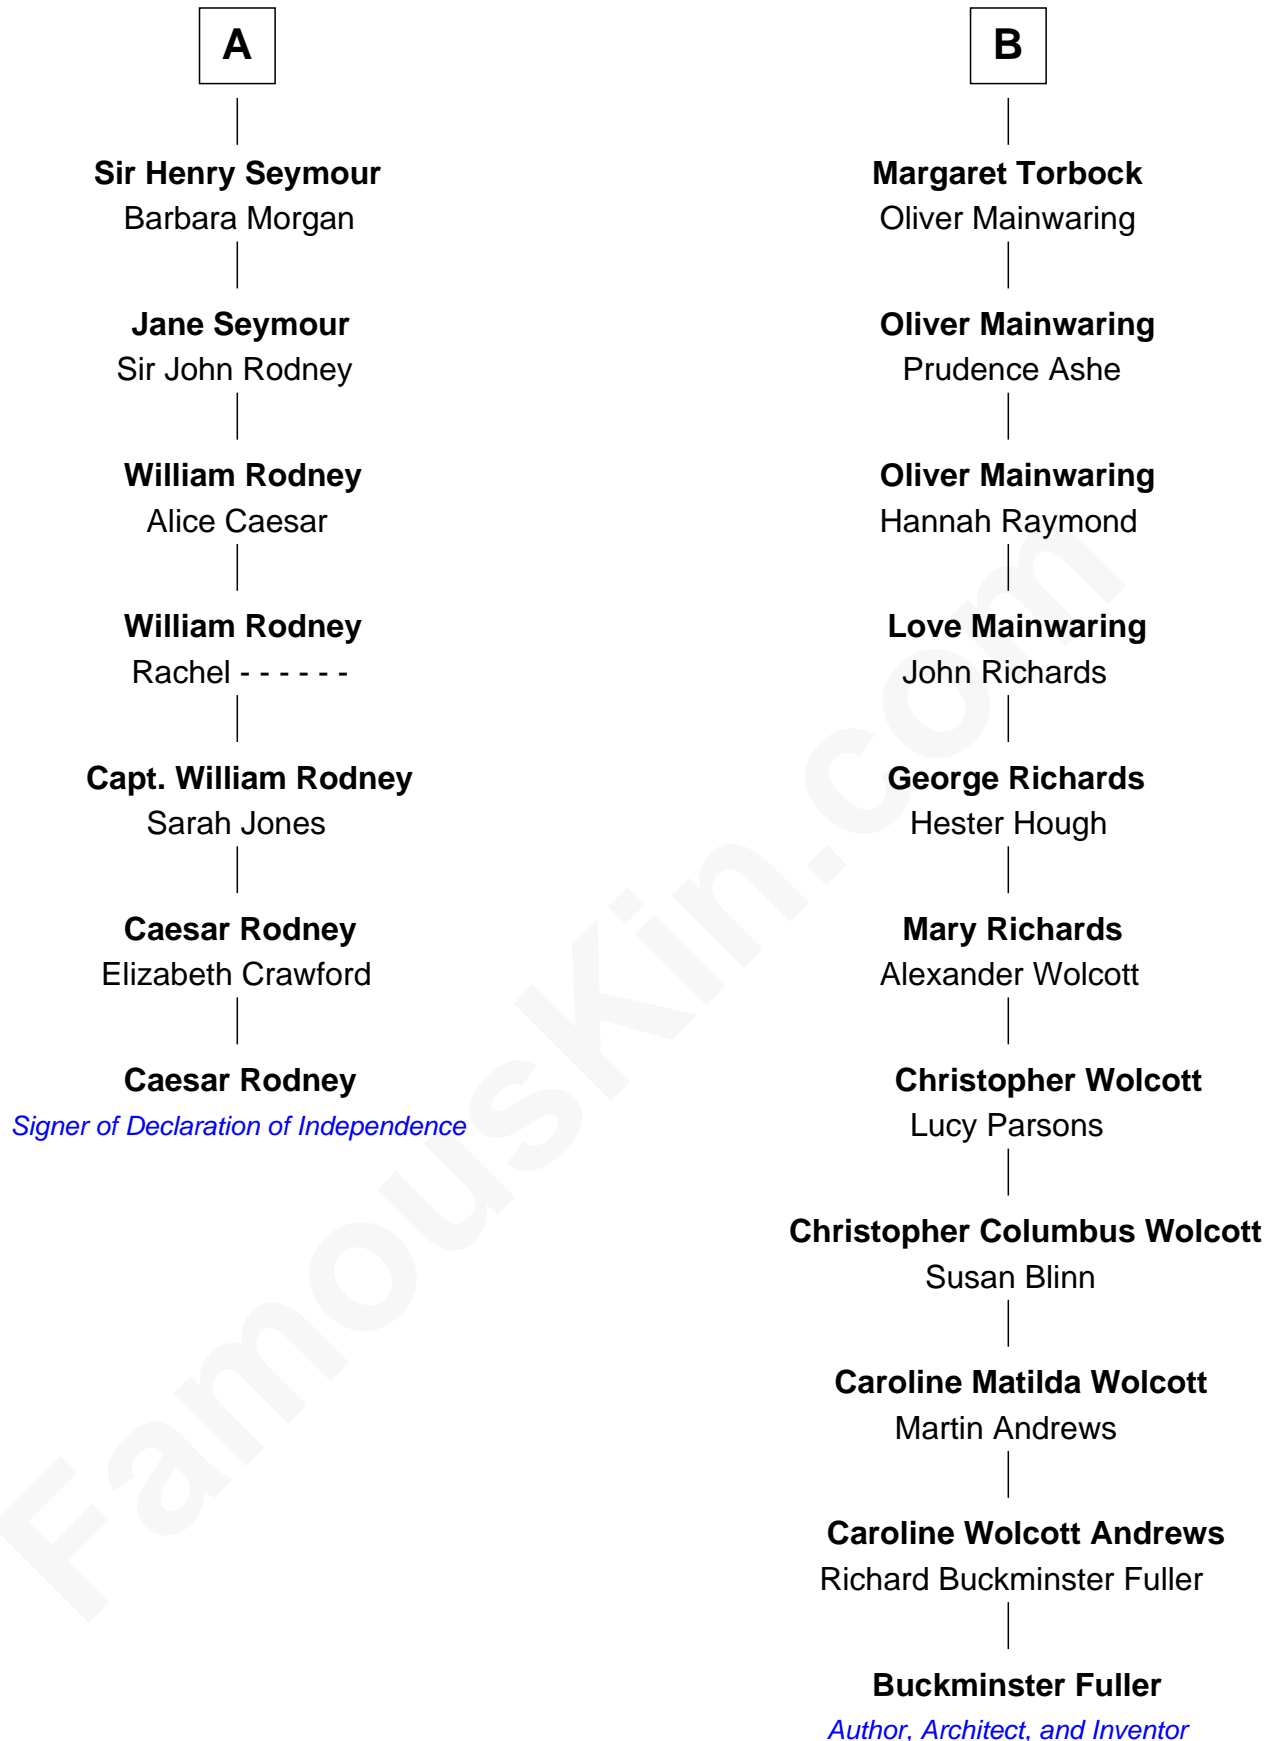 A
Sir Henry Seymour
Barbara Morgan
Jane Seymour
Sir John Rodney
William Rodney
Alice Caesar
William Rodney
Rachel - - - - - -
Capt. William Rodney
Sarah Jones
Caesar Rodney
Elizabeth Crawford
Caesar Rodney
Signer of Declaration of Independence
B
Margaret Torbock
Oliver Mainwaring
Oliver Mainwaring
Prudence Ashe
Oliver Mainwaring
Hannah Raymond
Love Mainwaring
John Richards
George Richards
Hester Hough
Mary Richards
Alexander Wolcott
Christopher Wolcott
Lucy Parsons
Christopher Columbus Wolcott
Susan Blinn
Caroline Matilda Wolcott
Martin Andrews
Caroline Wolcott Andrews
Richard Buckminster Fuller
Buckminster Fuller
Author, Architect, and Inventor
FamousKin.com